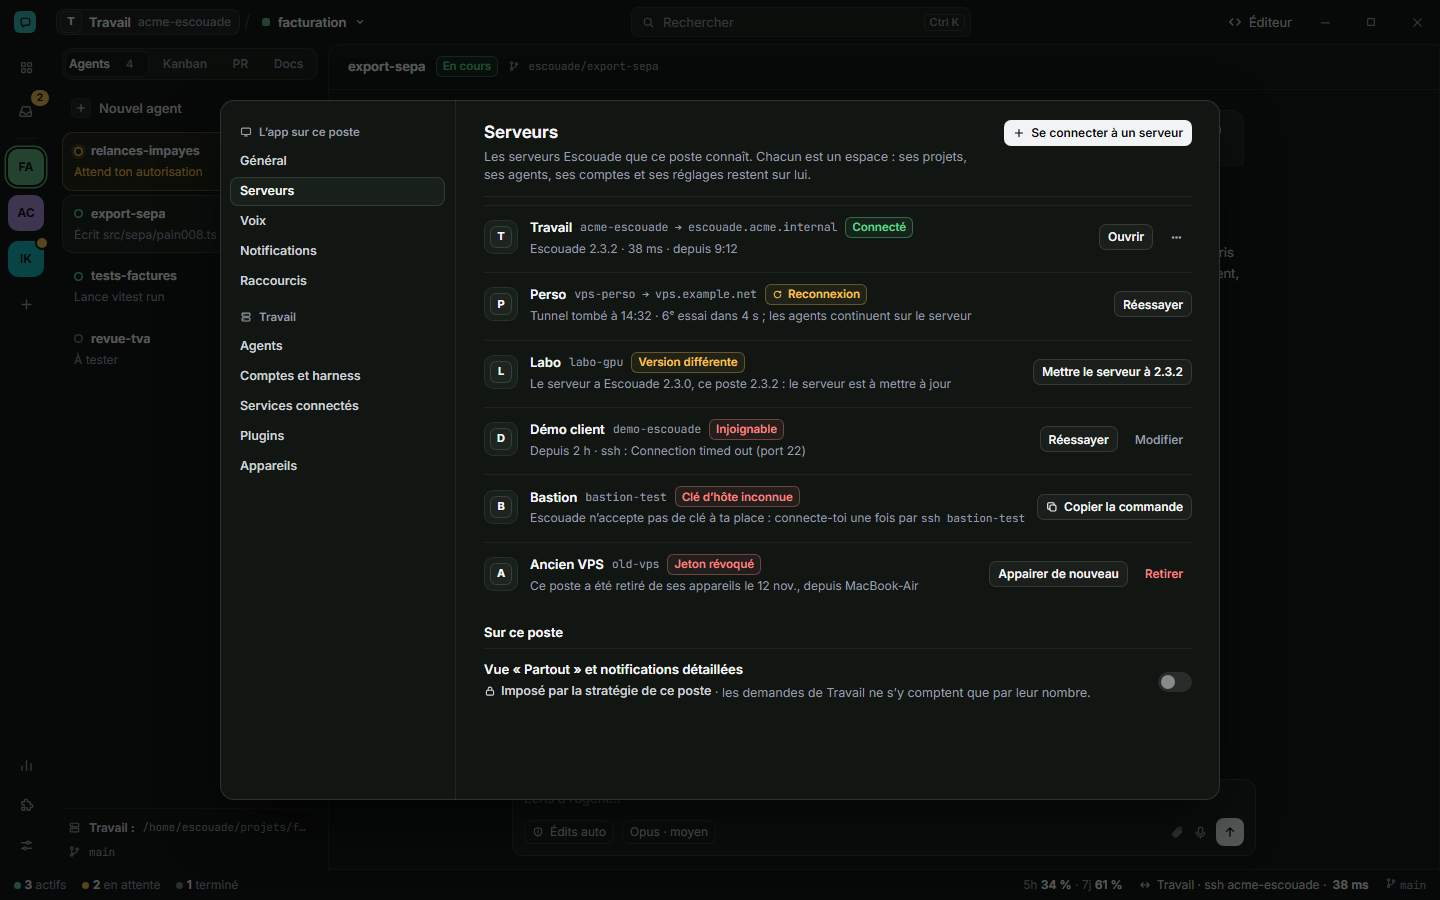 T Travail acme-escouade / facturation
Rechercher Ctrl K
Éditeur
Agents 4 Kanban PR Docs
export-sepa En cours escouade/export-sepa
2
Nouvel agent
relances-impayes
Attend ton autorisation
FA
export-sepa
Écrit src/sepa/pain008.ts
AC
tests-factures
Lance vitest run
IK
revue-tva
À tester
L'app sur ce poste
Général
Serveurs
Voix
Notifications
Raccourcis
Travail
Agents
Comptes et harness
Services connectés
Plugins
Appareils
Serveurs
Se connecter à un serveur
Les serveurs Escouade que ce poste connaît. Chacun est un espace : ses projets,
ses agents, ses comptes et ses réglages restent sur lui.
T Travail acme-escouade → escouade.acme.internal Connecté
Escouade 2.3.2 · 38 ms · depuis 9:12
Ouvrir ···
P Perso vps-perso → vps.example.net Reconnexion
Tunnel tombé à 14:32 · 6ᵉ essai dans 4 s ; les agents continuent sur le serveur
Réessayer
L Labo labo-gpu Version différente
Le serveur a Escouade 2.3.0, ce poste 2.3.2 : le serveur est à mettre à jour
Mettre le serveur à 2.3.2
D Démo client demo-escouade Injoignable
Depuis 2 h · ssh : Connection timed out (port 22)
Réessayer Modifier
B Bastion bastion-test Clé d'hôte inconnue
Escouade n'accepte pas de clé à ta place : connecte-toi une fois par ssh bastion-test
Copier la commande
A Ancien VPS old-vps Jeton révoqué
Ce poste a été retiré de ses appareils le 12 nov., depuis MacBook-Air
Appairer de nouveau Retirer
Sur ce poste
Vue « Partout » et notifications détaillées
Imposé par la stratégie de ce poste · les demandes de Travail ne s'y comptent que par leur nombre.
ris
ent,
Édits auto Opus · moyen
Travail : /home/escouade/projets/f…
main
3 actifs 2 en attente 1 terminé
5h 34 % · 7j 61 % Travail · ssh acme-escouade · 38 ms main